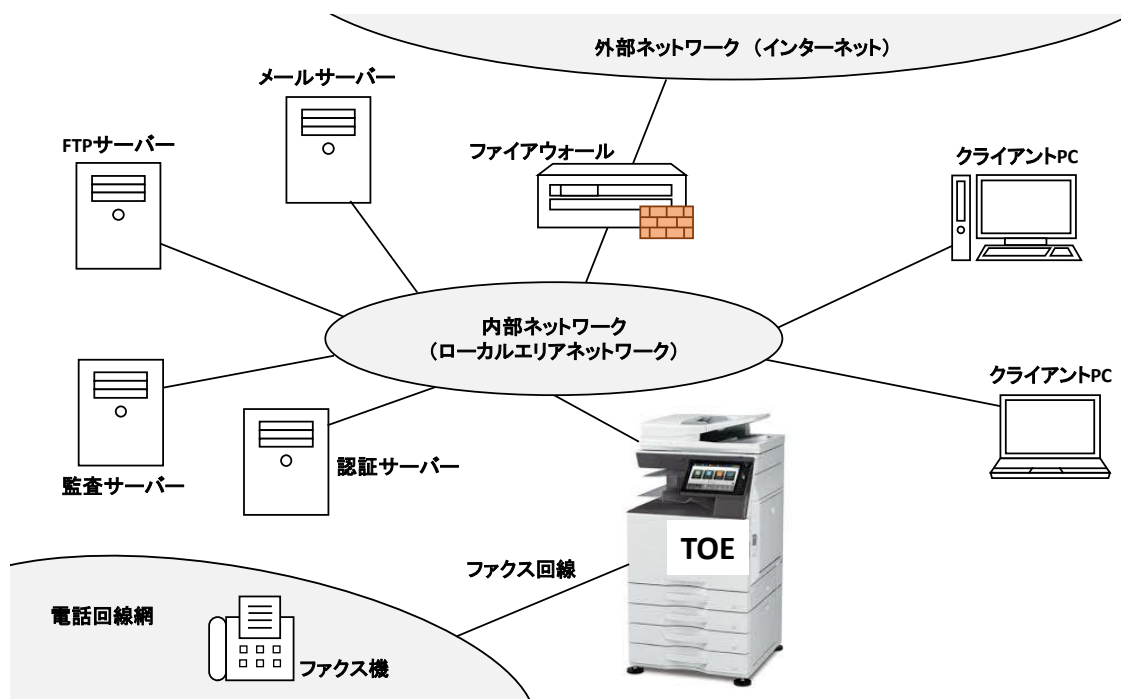 外部ネットワーク （インターネット）
メールサーバー
FTPサーバー
ファイアウォール
クライアントPC
内部ネットワーク
（ローカルエリアネットワーク）
クライアントPC
監査サーバー
認証サーバー
TOE
ファクス回線
電話回線網
ファクス機